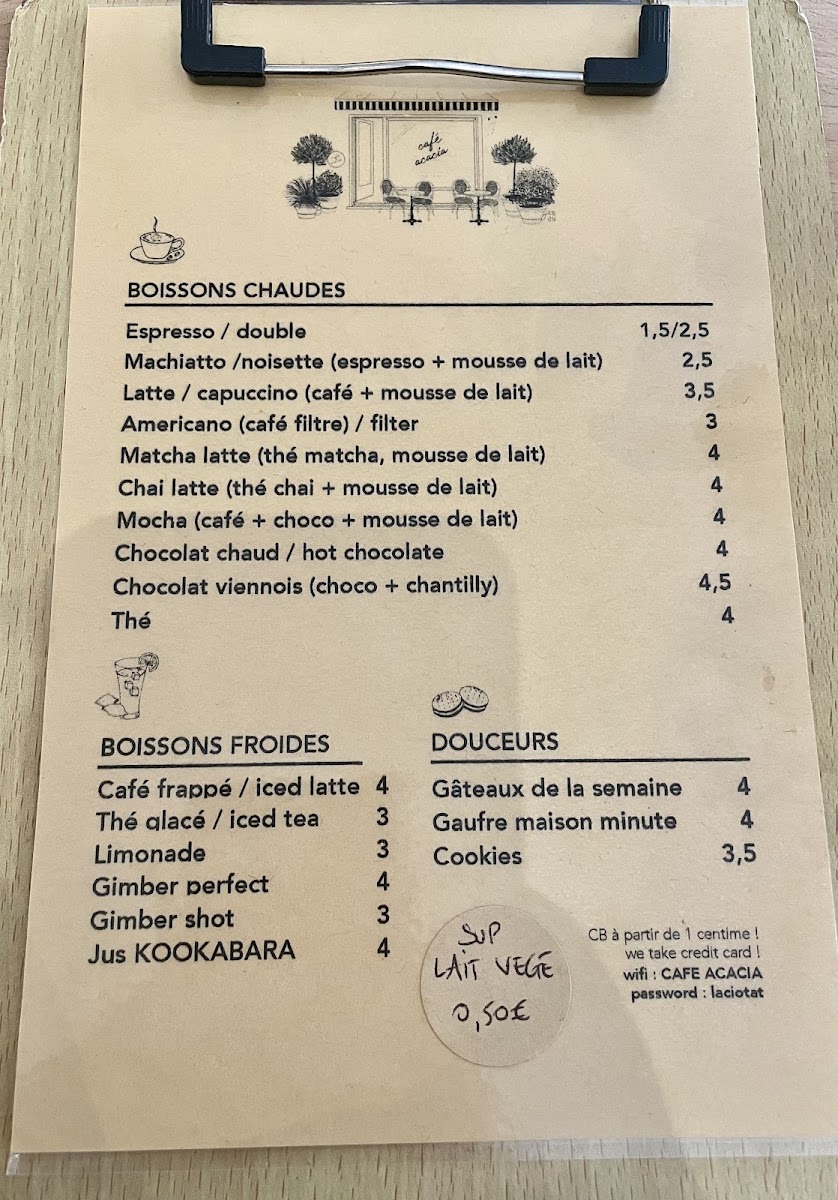 café
acacia
BOISSONS CHAUDES
Espresso / double 1,5/2,5
Machiatto /noisette (espresso + mousse de lait) 2,5
Latte / capuccino (café + mousse de lait) 3,5
Americano (café filtre) / filter 3
Matcha latte (thé matcha, mousse de lait) 4
Chai latte (thé chai + mousse de lait) 4
Mocha (café + choco + mousse de lait) 4
Chocolat chaud / hot chocolate 4
Chocolat viennois (choco + chantilly) 4,5
Thé 4
BOISSONS FROIDES
Café frappé / iced latte 4
Thé glacé / iced tea 3
Limonade 3
Gimber perfect 4
Gimber shot 3
Jus KOOKABARA 4
DOUCEURS
Gâteaux de la semaine 4
Gaufre maison minute 4
Cookies 3,5
SUP
LAIT VEGÉ
0,50€
CB à partir de 1 centime !
we take credit card !
wifi : CAFE ACACIA
password : laciotat